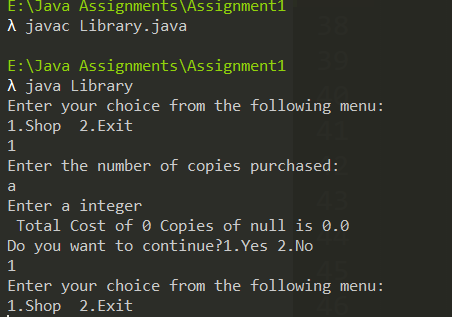 E:\Java Assignments\Assignment1
λ javac Library.java
E:\Java Assignments\Assignment1
λ java Library
Enter your choice from the following menu:
1.Shop  2.Exit
1
Enter the number of copies purchased:
a
Enter a integer
 Total Cost of 0 Copies of null is 0.0
Do you want to continue?1.Yes 2.No
1
Enter your choice from the following menu:
1.Shop  2.Exit